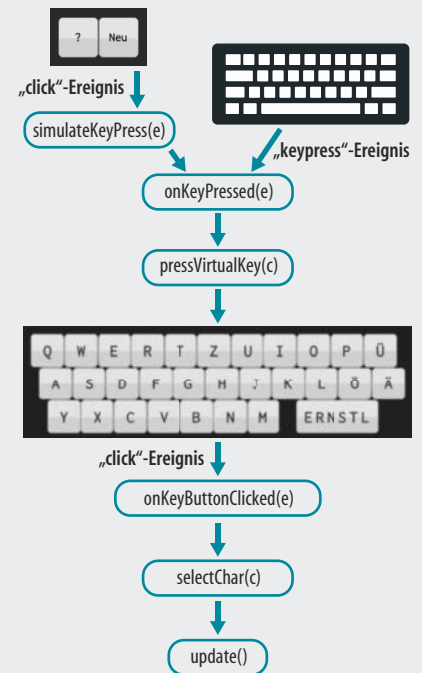 ? Neu
„click“-Ereignis
simulateKeyPress(e)
„keypress“-Ereignis
onKeyPressed(e)
pressVirtualKey(c)
Q W E R T Z U I O P Ü
A S D F G H J K L Ö Ä
Y X C V B N M ERNSTL
„click“-Ereignis
onKeyButtonClicked(e)
selectChar(c)
update()